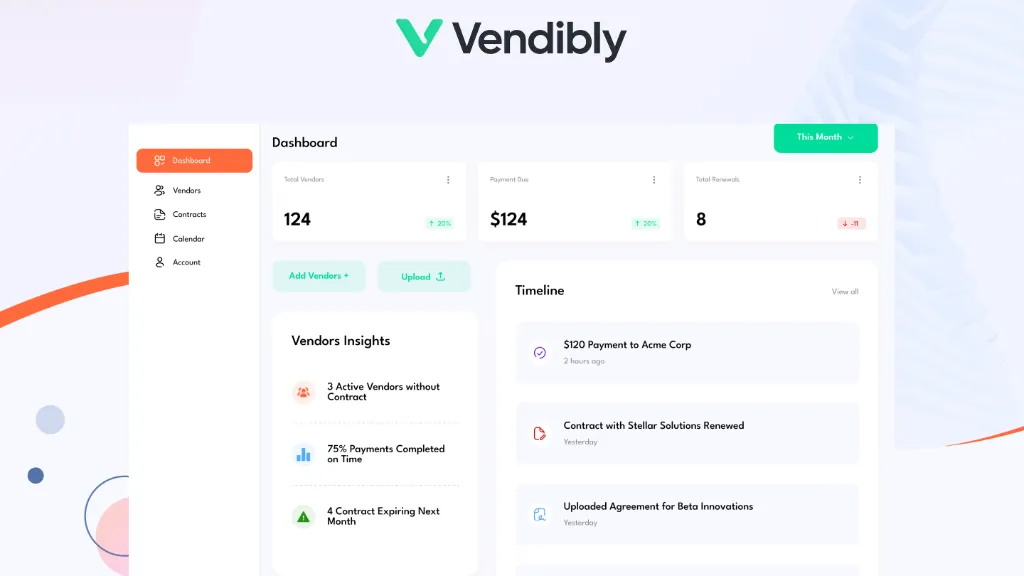 Vendibly
Dashboard
Vendors
Contracts
Calendar
Account
Dashboard
This Month
Total Vendors
124
↑ 20%
Payment Due
$124
↑ 20%
Total Renewals
8
↓ -11
Add Vendors +
Upload
Vendors Insights
3 Active Vendors without
Contract
75% Payments Completed
on Time
4 Contract Expiring Next
Month
Timeline
View all
$120 Payment to Acme Corp
2 hours ago
Contract with Stellar Solutions Renewed
Yesterday
Uploaded Agreement for Beta Innovations
Yesterday